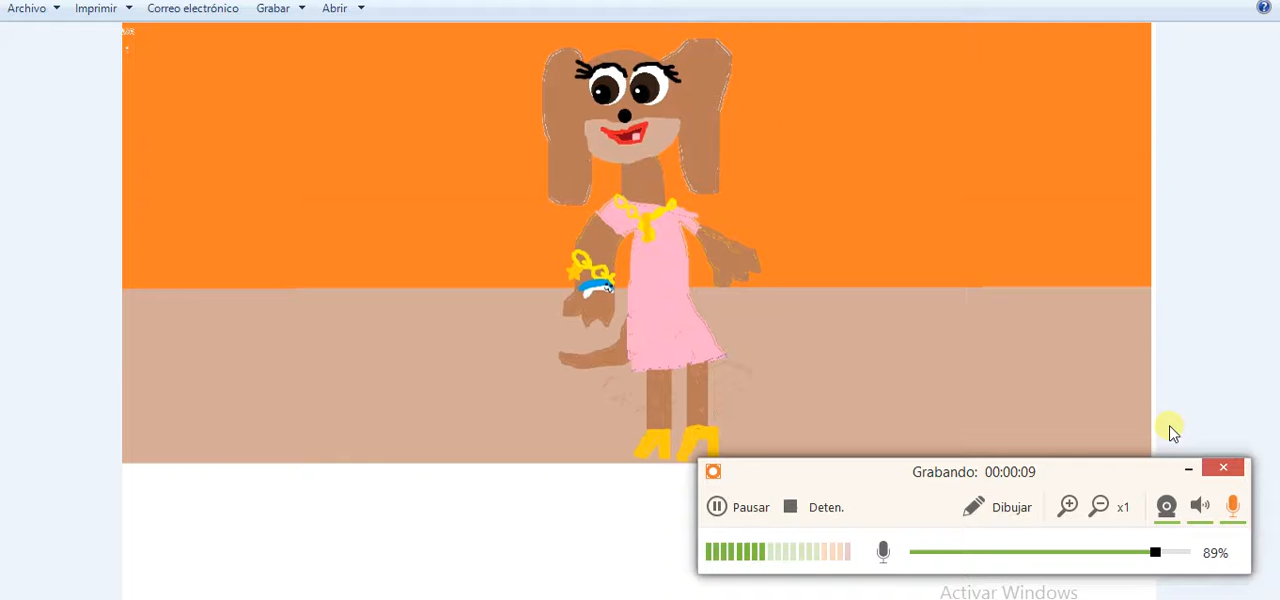 Archivo Imprimir Correo electrónico Grabar Abrir
Grabando: 00:00:09
Pausar Deten. Dibujar x1
89%
Activar Windows